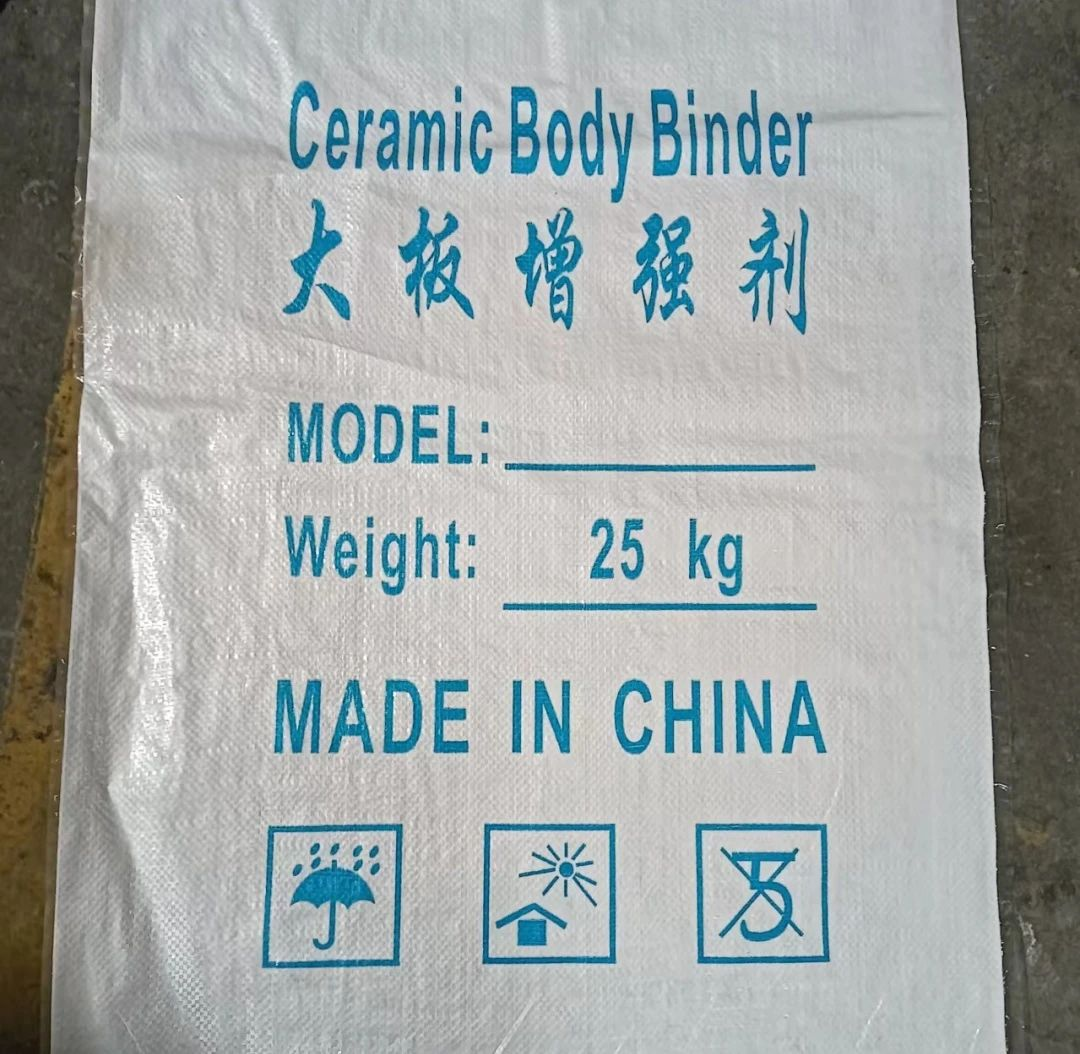 Ceramic Body Binder
大板增强剂
MODEL:
Weight: 25 kg
MADE IN CHINA